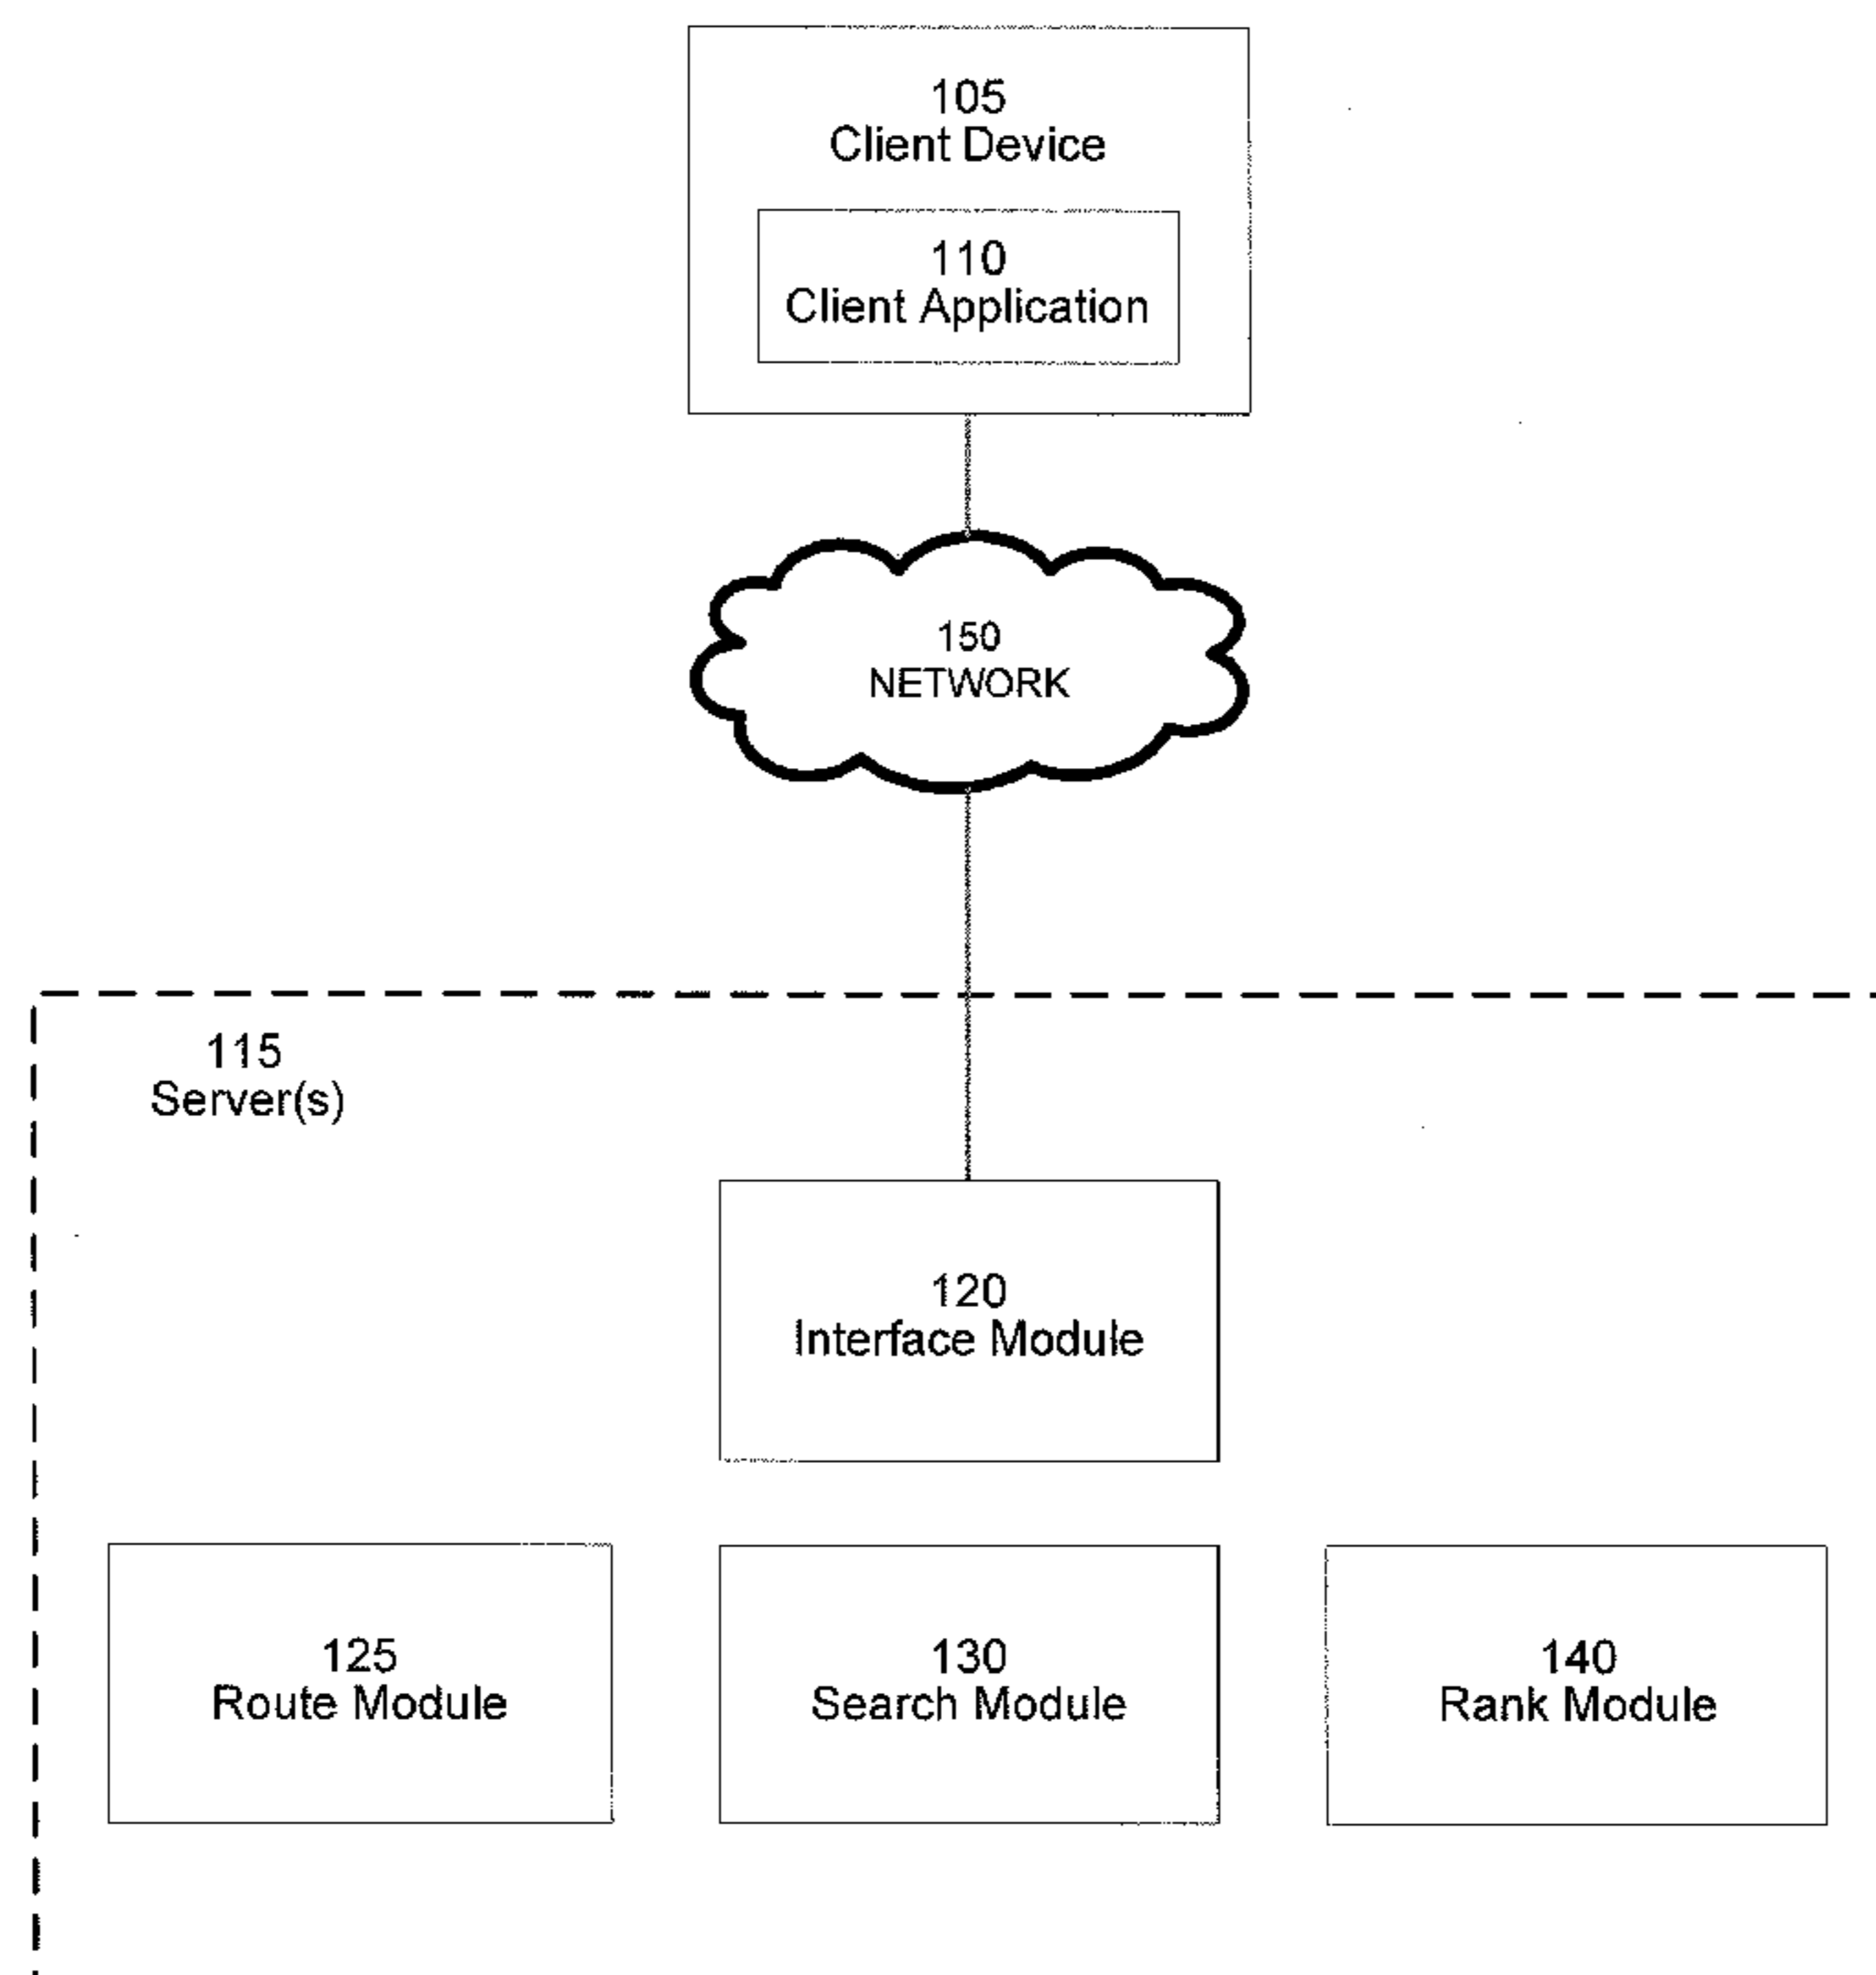 105
Client Device
110
Client Application
150
NETWORK
115
Server(s)
120
Interface Module
125
Route Module
130
Search Module
140
Rank Module